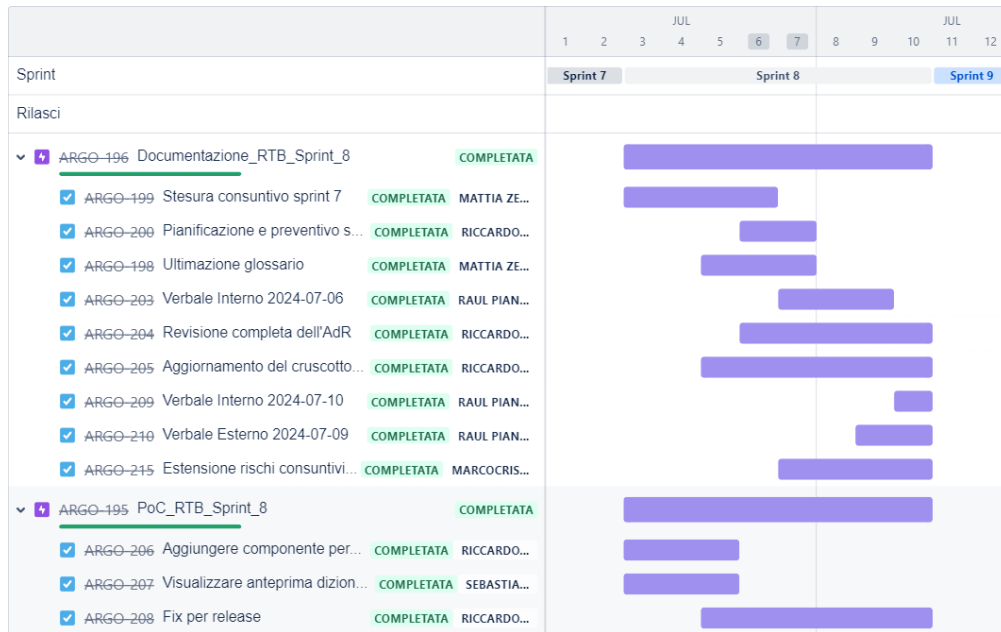 JUL JUL
1 2 3 4 5 6 7 8 9 10 11 12
Sprint Sprint 7 Sprint 8 Sprint 9
Rilasci
ARGO-196 Documentazione_RTB_Sprint_8 COMPLETATA
ARGO-199 Stesura consuntivo sprint 7 COMPLETATA MATTIA ZE...
ARGO-200 Pianificazione e preventivo s... COMPLETATA RICCARDO...
ARGO-198 Ultimazione glossario COMPLETATA MATTIA ZE...
ARGO-203 Verbale Interno 2024-07-06 COMPLETATA RAUL PIAN...
ARGO-204 Revisione completa dell'AdR COMPLETATA RICCARDO...
ARGO-205 Aggiornamento del cruscotto... COMPLETATA RICCARDO...
ARGO-209 Verbale Interno 2024-07-10 COMPLETATA RAUL PIAN...
ARGO-210 Verbale Esterno 2024-07-09 COMPLETATA RAUL PIAN...
ARGO-215 Estensione rischi consuntivi... COMPLETATA MARCOCRIS...
ARGO-195 PoC_RTB_Sprint_8 COMPLETATA
ARGO-206 Aggiungere componente per... COMPLETATA RICCARDO...
ARGO-207 Visualizzare anteprima dizion... COMPLETATA SEBASTIA...
ARGO-208 Fix per release COMPLETATA RICCARDO...